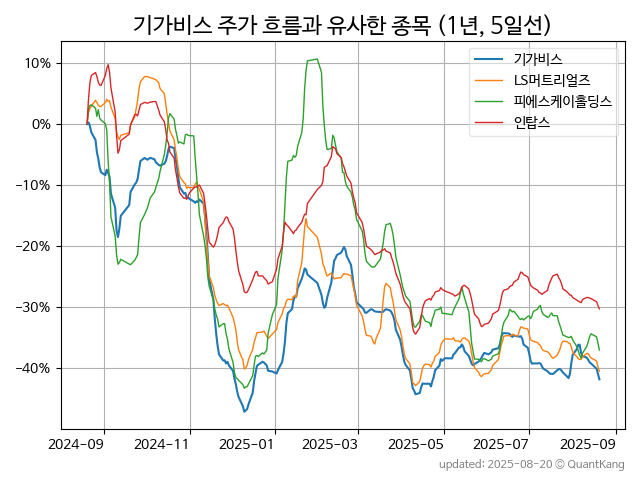 기가비스 주가 흐름과 유사한 종목 (1년, 5일선)
기가비스
LS머트리얼즈
피에스케이홀딩스
인탑스
10%
0%
−10%
−20%
−30%
−40%
2024-09 2024-11 2025-01 2025-03 2025-05 2025-07 2025-09
updated: 2025-08-20 © QuantKang